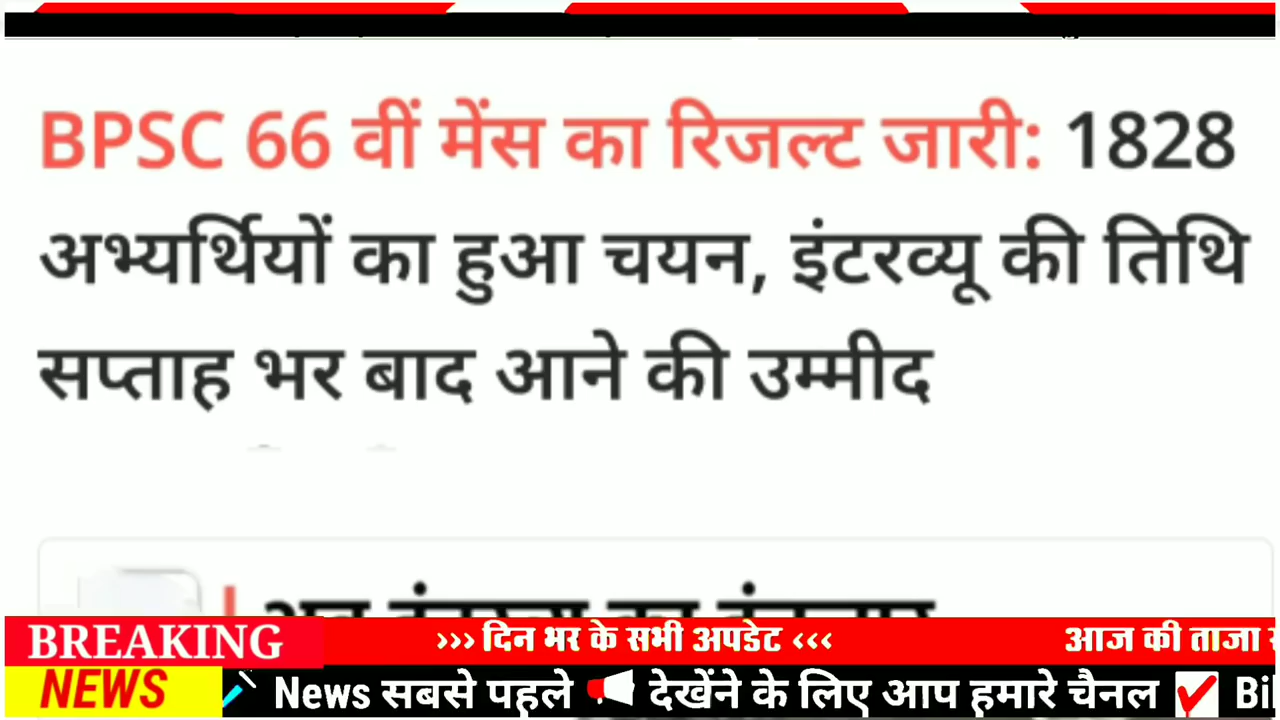 BPSC 66 वीं मेंस का रिजल्ट जारी: 1828
अभ्यर्थियों का हुआ चयन, इंटरव्यू की तिथि
सप्ताह भर बाद आने की उम्मीद
BREAKING
››› दिन भर के सभी अपडेट ‹‹‹ आज की ताजा
NEWS
News सबसे पहले देखेंने के लिए आप हमारे चैनल